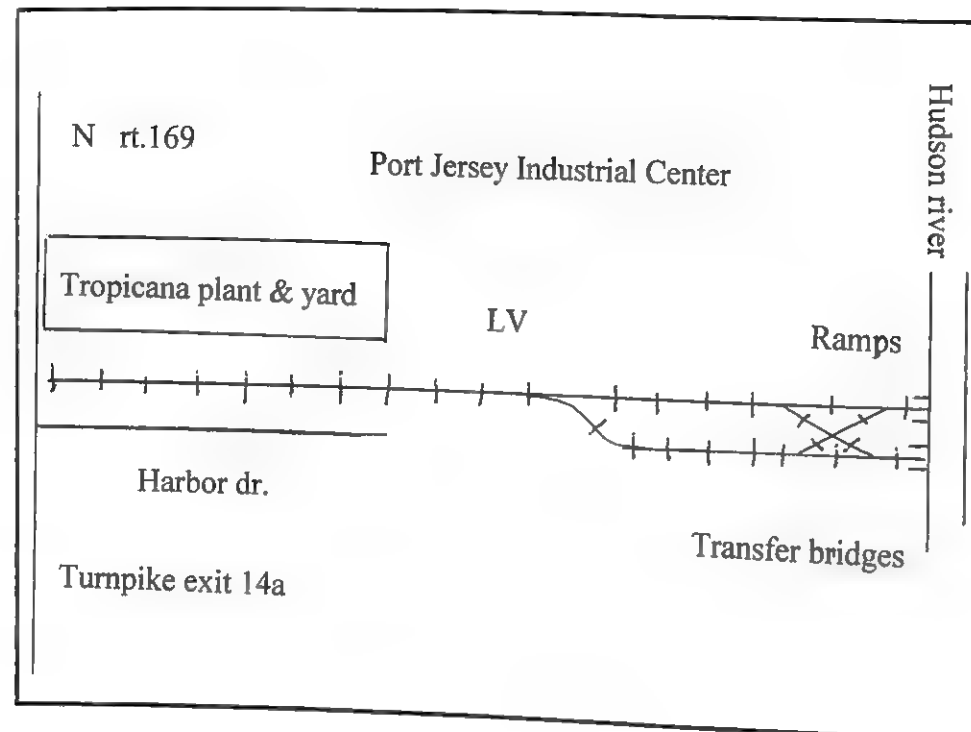 N rt.169
Port Jersey Industrial Center
Hudson river
Tropicana plant & yard
LV
Ramps
Harbor dr.
Transfer bridges
Turnpike exit 14a